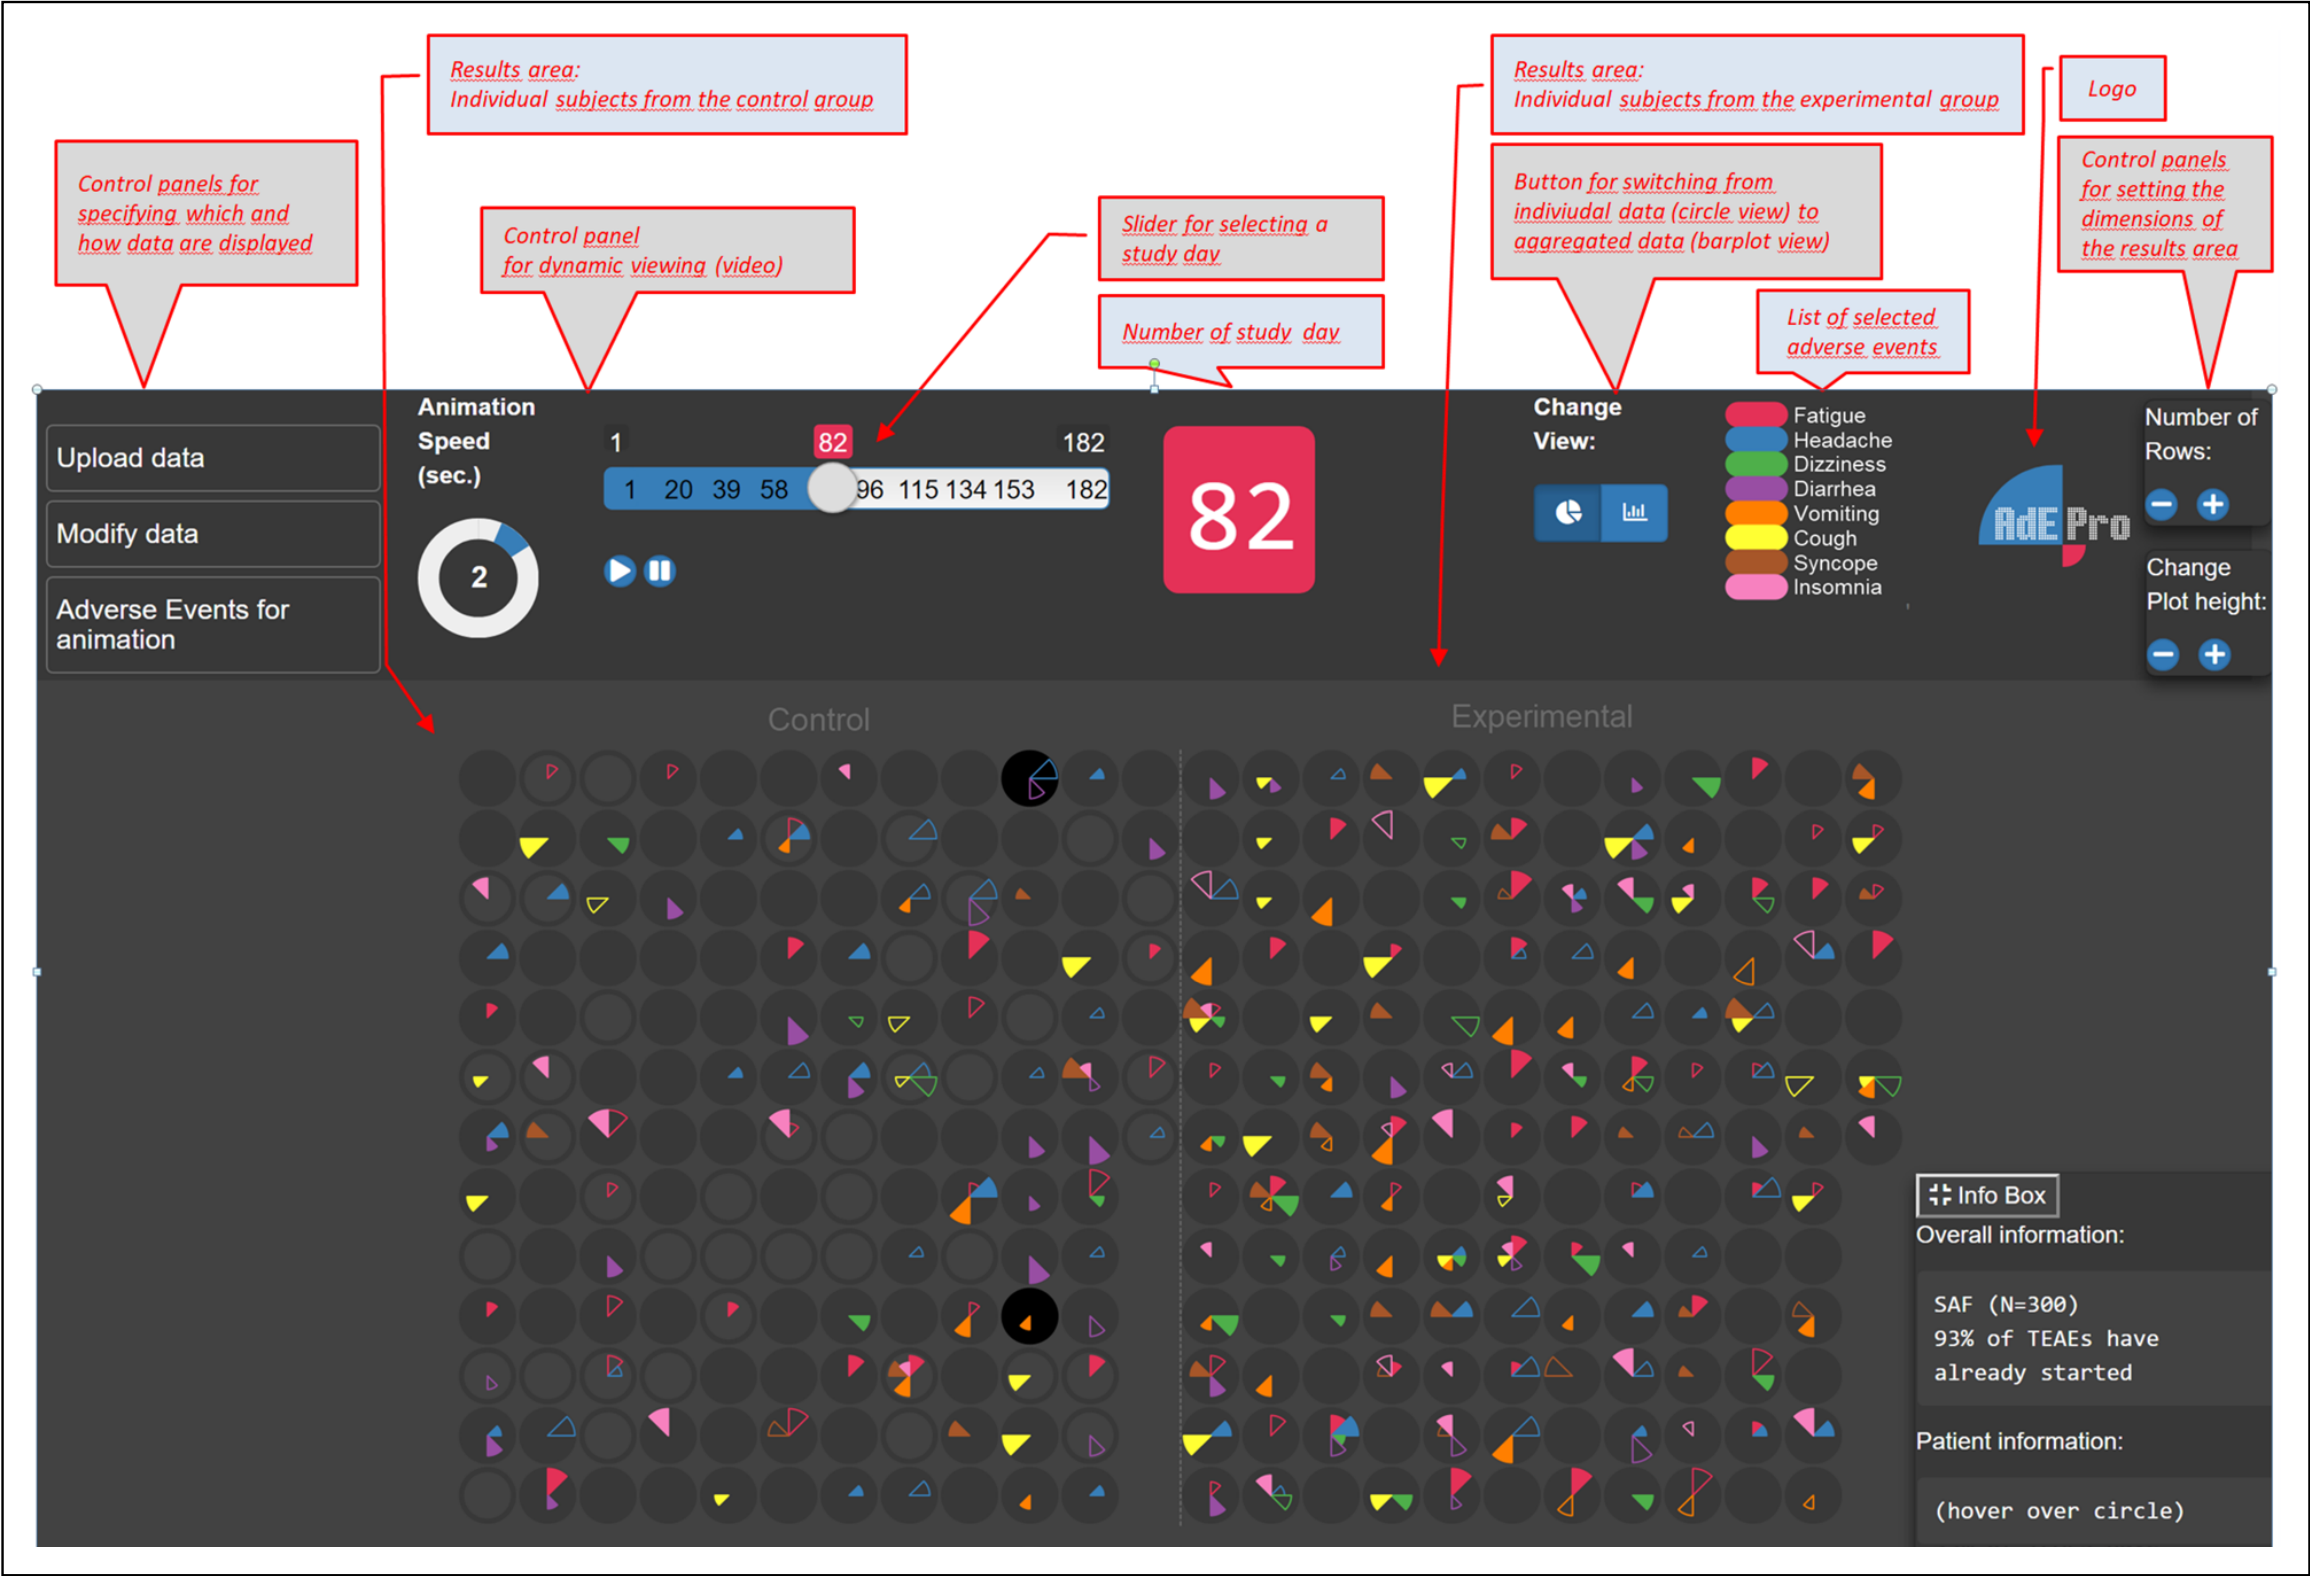 Results area:
Individual subjects from the control group
Results area:
Individual subjects from the experimental group
Logo
Control panels for
specifying which and
how data are displayed
Control panel
for dynamic viewing (video)
Slider for selecting a
study day
Number of study day
Button for switching from
indiviudal data (circle view) to
aggregated data (barplot view)
List of selected
adverse events
Control panels
for setting the
dimensions of
the results area
Upload data
Modify data
Adverse Events for
animation
Animation
Speed
(sec.)
2
1 82 182
1 20 39 58 96 115 134 153 182
82
Change
View:
Fatigue
Headache
Dizziness
Diarrhea
Vomiting
Cough
Syncope
Insomnia
AdEPro
Number of
Rows:
Change
Plot height:
Control
Experimental
Info Box
Overall information:
SAF (N=300)
93% of TEAEs have
already started
Patient information:
(hover over circle)